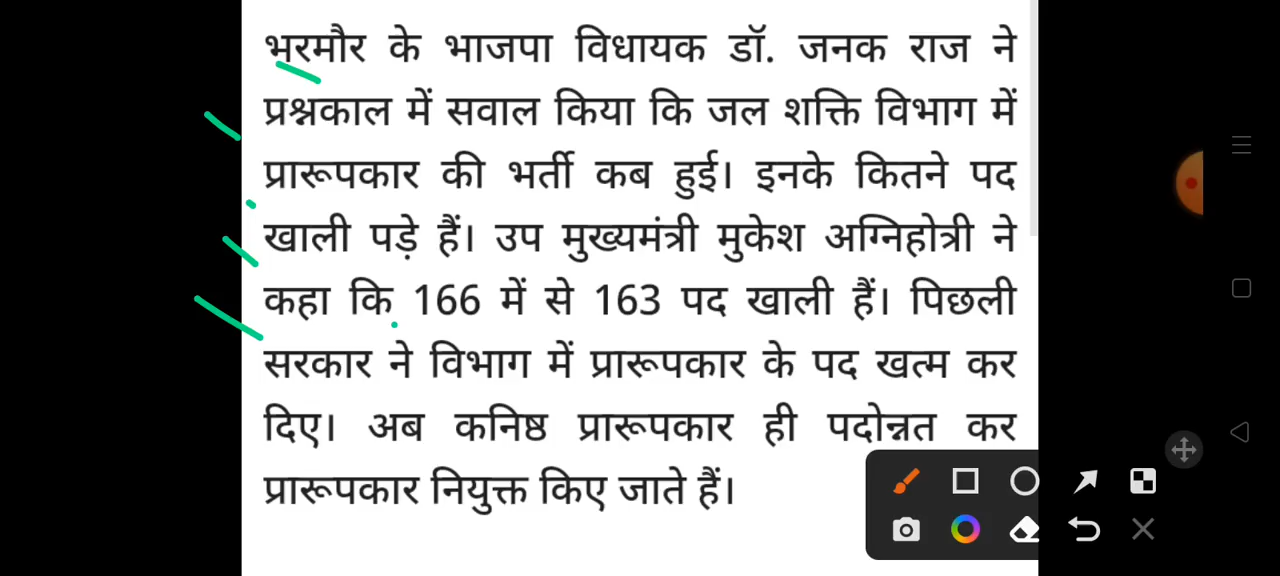 भरमौर के भाजपा विधायक डॉ. जनक राज ने
प्रश्नकाल में सवाल किया कि जल शक्ति विभाग में
प्रारूपकार की भर्ती कब हुई। इनके कितने पद
खाली पड़े हैं। उप मुख्यमंत्री मुकेश अग्निहोत्री ने
कहा कि 166 में से 163 पद खाली हैं। पिछली
सरकार ने विभाग में प्रारूपकार के पद खत्म कर
दिए। अब कनिष्ठ प्रारूपकार ही पदोन्नत कर
प्रारूपकार नियुक्त किए जाते हैं।